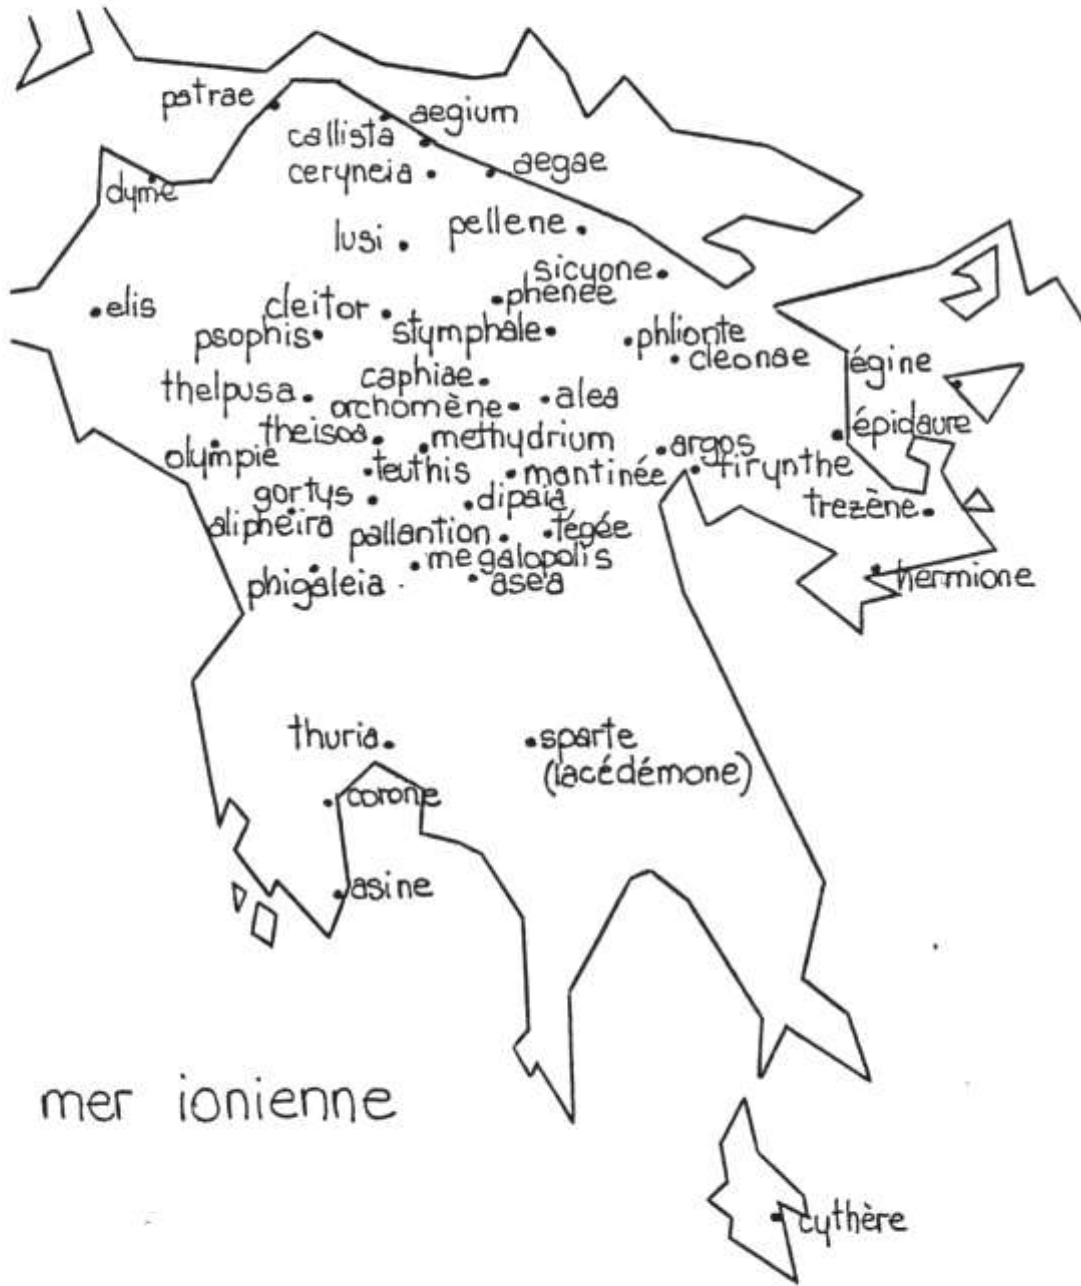 patrae
aegium
callista
ceryneia
aegae
dyme
lusi
pellene
sicyone
elis
cleitor
phénée
psophis
stymphale
phlionte
cleonae
égine
thelpusa
caphiae
orchomène
alea
theisoa
methydrium
argos
épidaure
olympie
teuthis
mantinée
tirynthe
gortys
dipaia
trezène
alipheira
pallantion
tégée
megalopolis
phigaleia
asea
hermione
thuria
sparte
(lacédémone)
corone
asine
mer ionienne
cythère